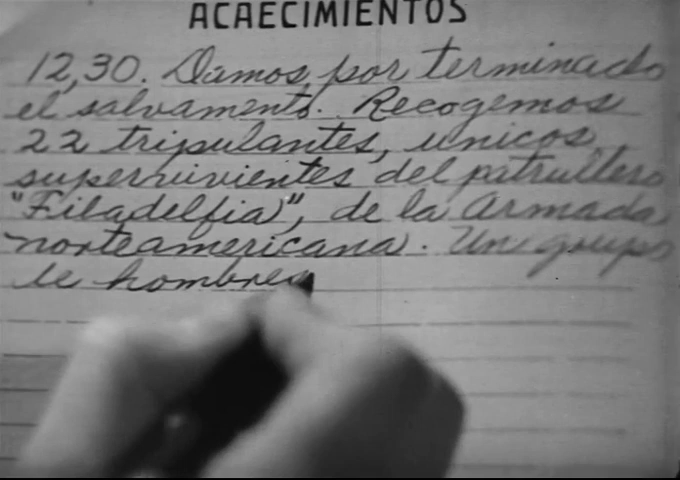 ACAECIMIENTOS
12,30. Damos por terminado
el salvamento. Recogemos
22 tripulantes, unicos
supervivientes del patrullero
"Filadelfia", de la Armada
norteamericana. Un grupo
de hombres